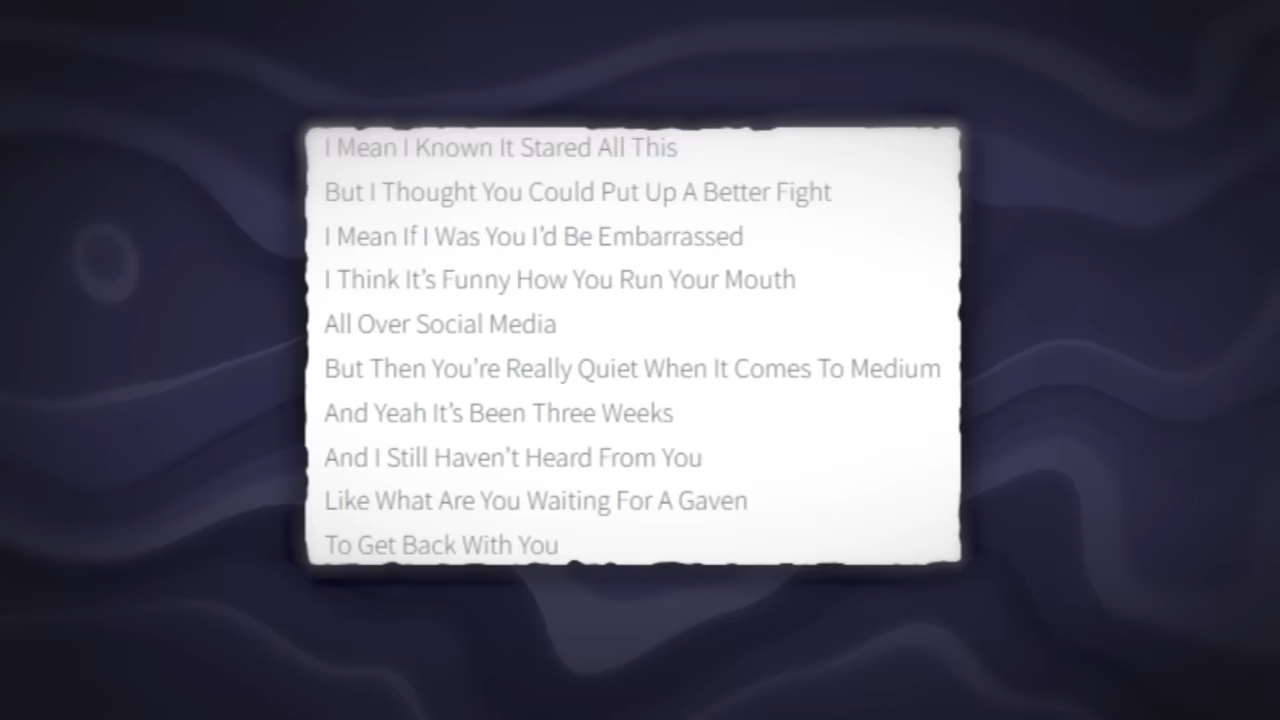 I Mean I Known It Stared All This
But I Thought You Could Put Up A Better Fight
I Mean If I Was You I’d Be Embarrassed
I Think It’s Funny How You Run Your Mouth
All Over Social Media
But Then You’re Really Quiet When It Comes To Medium
And Yeah It’s Been Three Weeks
And I Still Haven’t Heard From You
Like What Are You Waiting For A Gaven
To Get Back With You